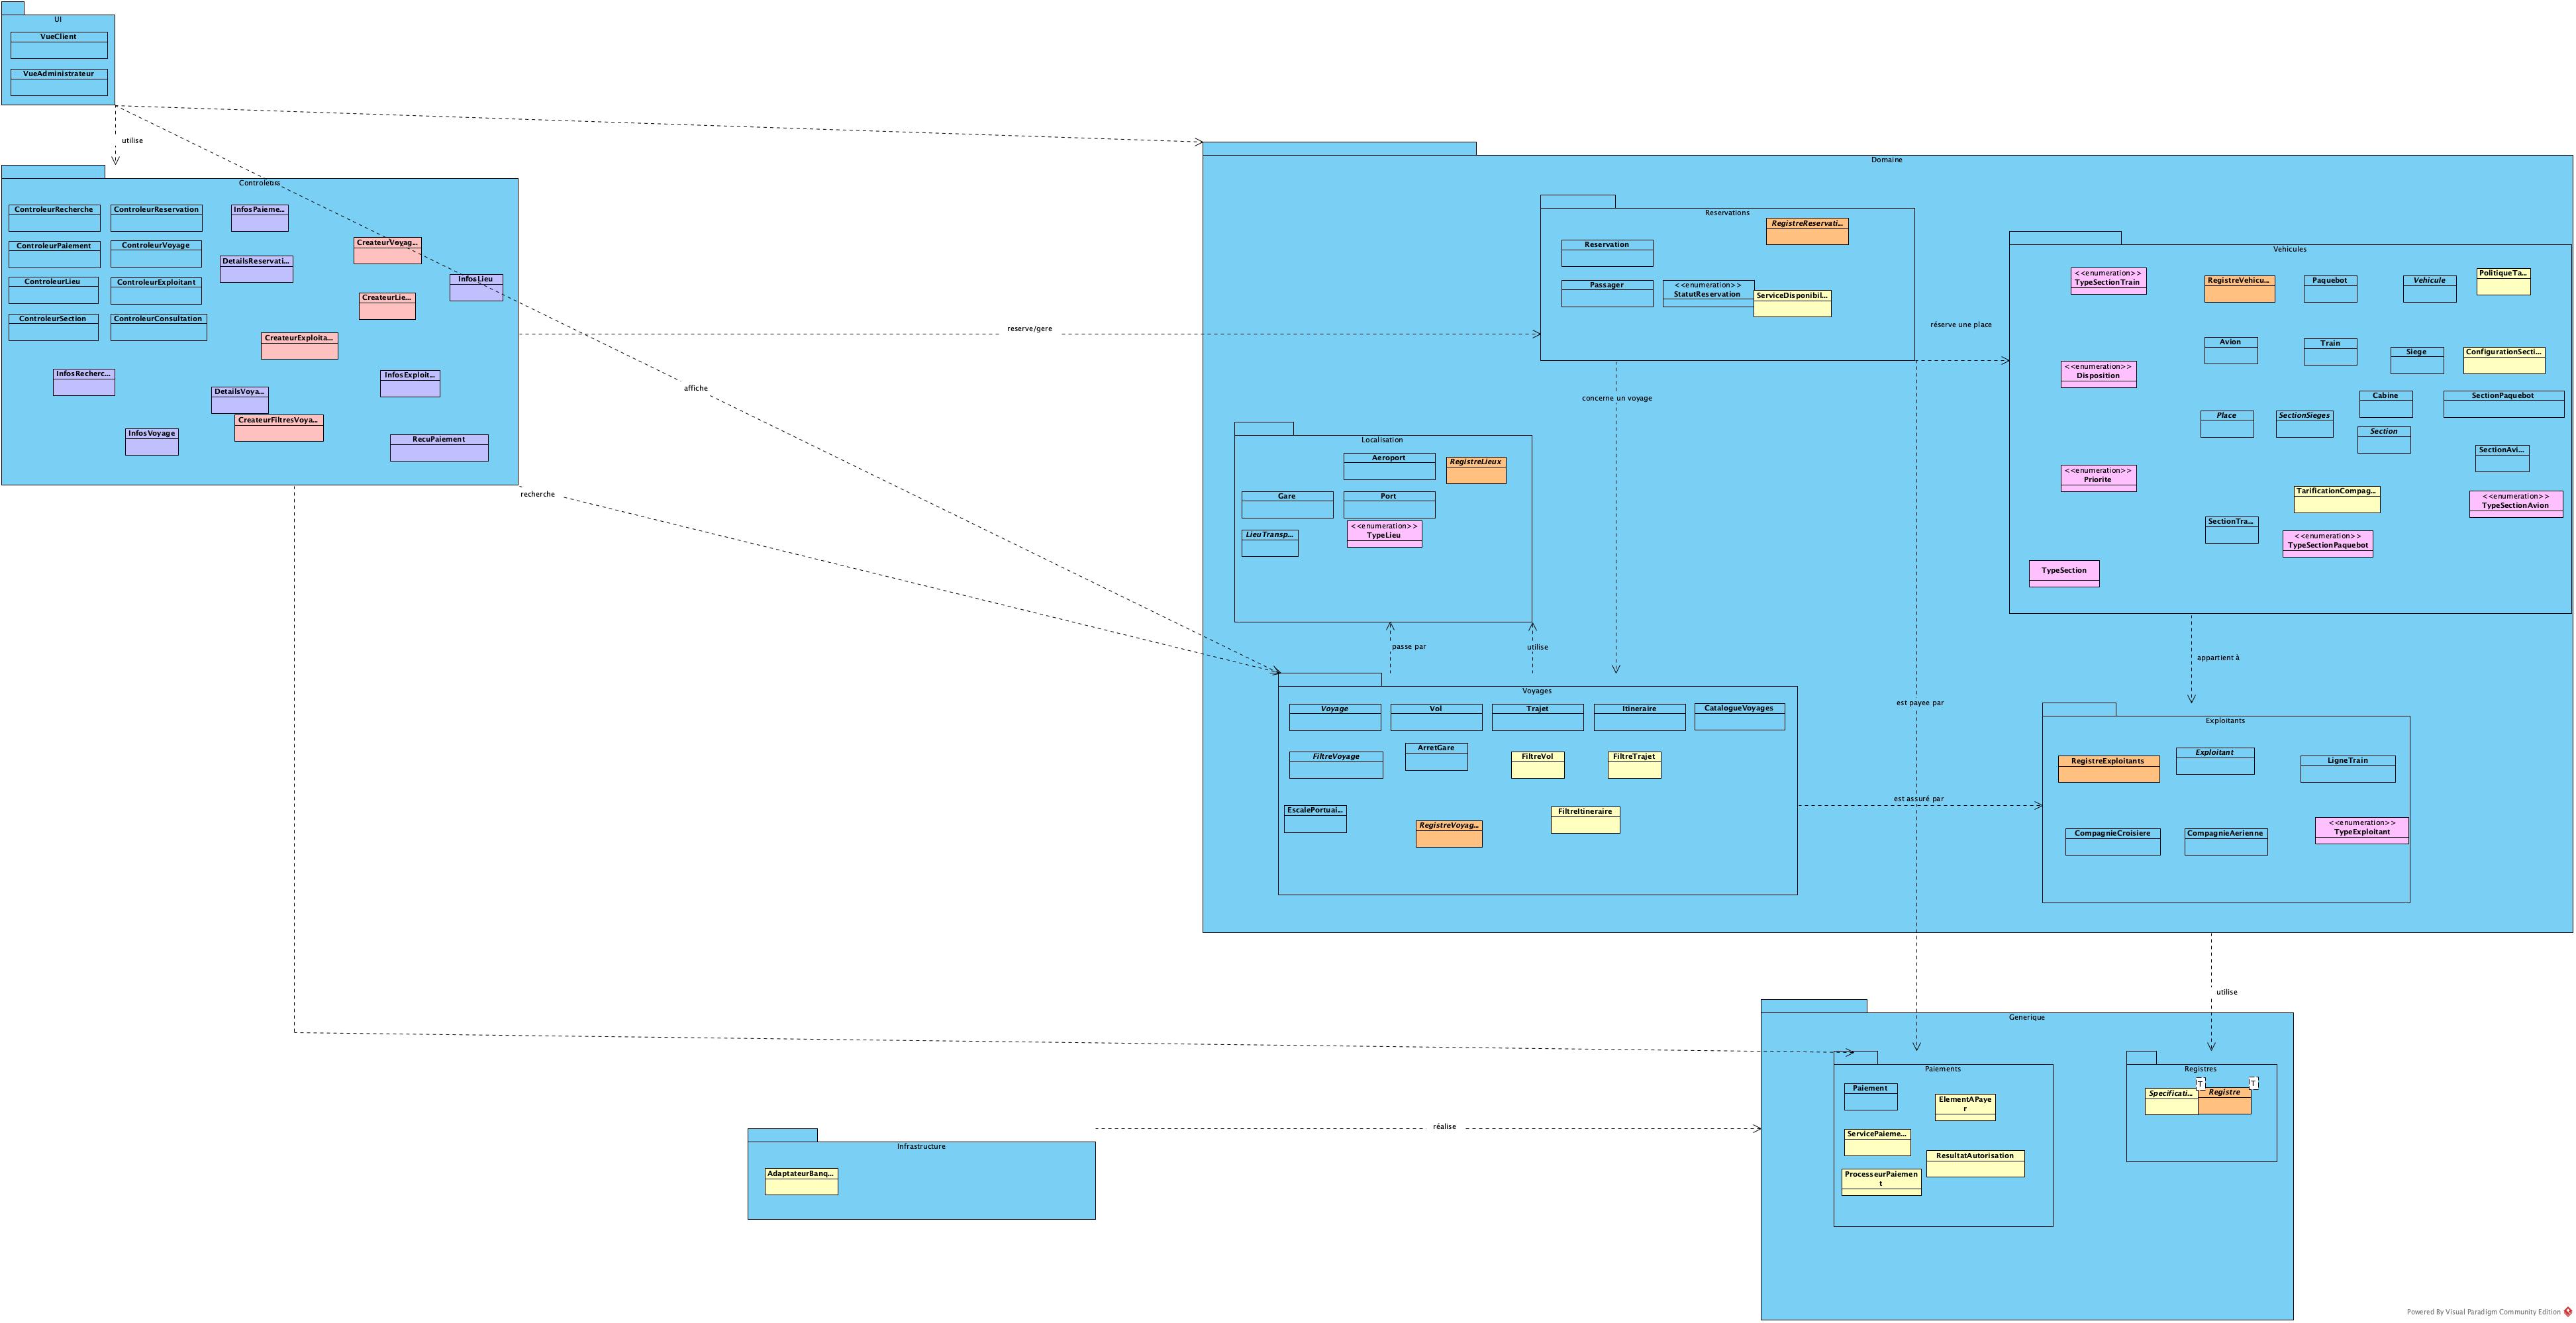 UI
VueClient
VueAdministrateur
utilise
Controleurs
ControleurRecherche
ControleurReservation
InfosPaieme...
ControleurPaiement
ControleurVoyage
CreateurVoyag...
DetailsReservati...
ControleurLieu
ControleurExploitant
InfosLieu
CreateurLie...
ControleurSection
ControleurConsultation
CreateurExploita...
InfosRecherc...
InfosExploit...
DetailsVoya...
CreateurFiltresVoya...
InfosVoyage
RecuPaiement
reserve/gere
affiche
recherche
Domaine
Reservations
RegistreReservati...
Reservation
Passager
<<enumeration>>
StatutReservation
ServiceDisponibil...
réserve une place
concerne un voyage
Vehicules
<<enumeration>>
TypeSectionTrain
RegistreVehicu...
Paquebot
Vehicule
PolitiqueTa...
Avion
Train
Siege
ConfigurationSecti...
<<enumeration>>
Disposition
Cabine
SectionPaquebot
Place
SectionSieges
Section
SectionAvi...
<<enumeration>>
Priorite
TarificationCompag...
<<enumeration>>
TypeSectionAvion
SectionTra...
<<enumeration>>
TypeSectionPaquebot
TypeSection
Localisation
Aeroport
RegistreLieux
Gare
Port
<<enumeration>>
TypeLieu
LieuTransp...
passe par
utilise
appartient à
Voyages
Voyage
Vol
Trajet
Itineraire
CatalogueVoyages
FiltreVoyage
ArretGare
FiltreVol
FiltreTrajet
EscalePortuai...
RegistreVoyag...
FiltreItineraire
est payee par
est assuré par
Exploitants
RegistreExploitants
Exploitant
LigneTrain
CompagnieCroisiere
CompagnieAerienne
<<enumeration>>
TypeExploitant
utilise
Génerique
Paiements
Paiement
ElementAPaye
r
ServicePaieme...
ResultatAutorisation
ProcesseurPaiemen
t
Registres
T
T
Specificati...
Registre
réalise
Infrastructure
AdaptateurBanq...
Powered By Visual Paradigm Community Edition